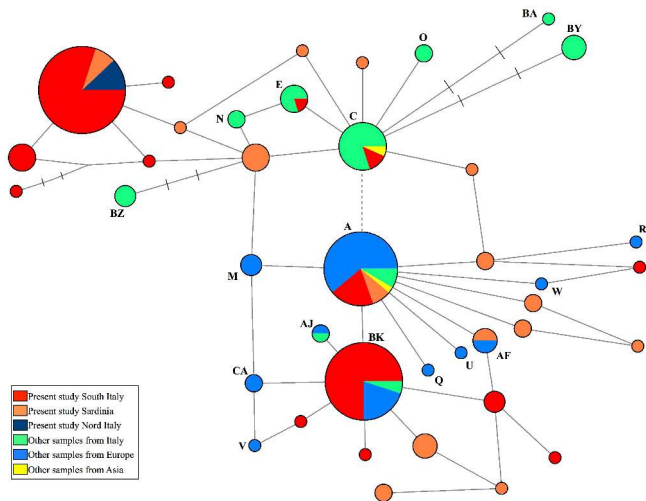 BA
O
BY
E
C
N
BZ
A
R
M
W
AJ
BK
U
AF
CA
Q
V
Present study South Italy
Present study Sardinia
Present study Nord Italy
Other samples from Italy
Other samples from Europe
Other samples from Asia